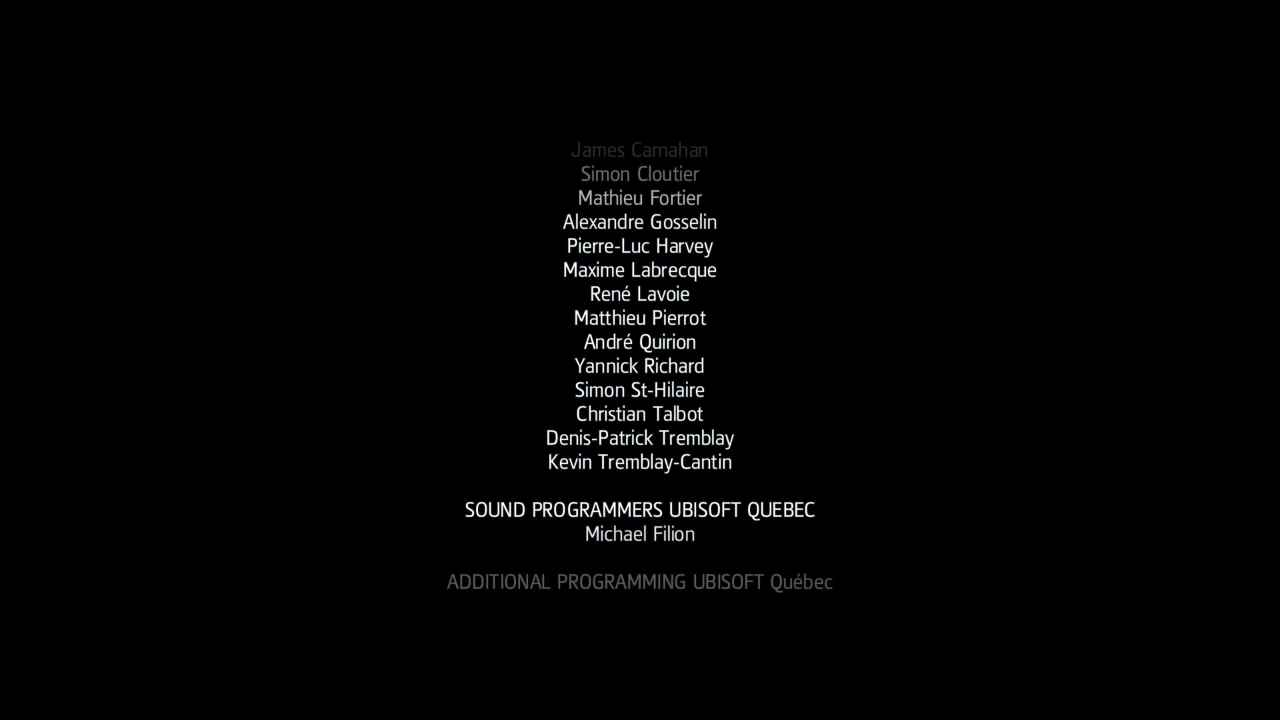 James Carnahan
Simon Cloutier
Mathieu Fortier
Alexandre Gosselin
Pierre-Luc Harvey
Maxime Labrecque
René Lavoie
Matthieu Pierrot
André Quirion
Yannick Richard
Simon St-Hilaire
Christian Talbot
Denis-Patrick Tremblay
Kevin Tremblay-Cantin
SOUND PROGRAMMERS UBISOFT QUEBEC
Michael Filion
ADDITIONAL PROGRAMMING UBISOFT Québec